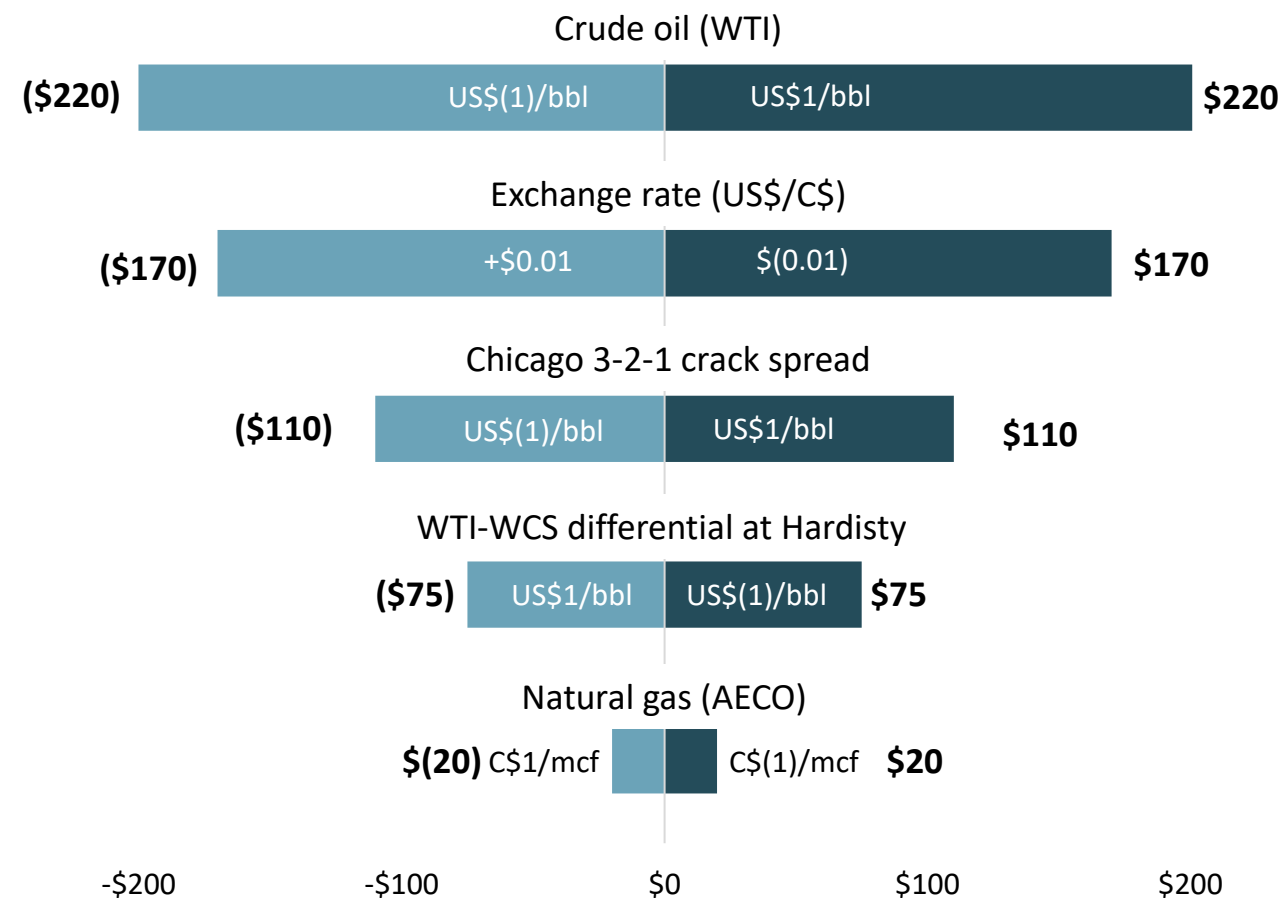 Crude oil (WTI)
($220) US$(1)/bbl US$1/bbl $220
Exchange rate (US$/C$)
($170) +$0.01 $(0.01) $170
Chicago 3-2-1 crack spread
($110) US$(1)/bbl US$1/bbl $110
WTI-WCS differential at Hardisty
($75) US$1/bbl US$(1)/bbl $75
Natural gas (AECO)
$(20) C$1/mcf C$(1)/mcf $20
-$200 -$100 $0 $100 $200